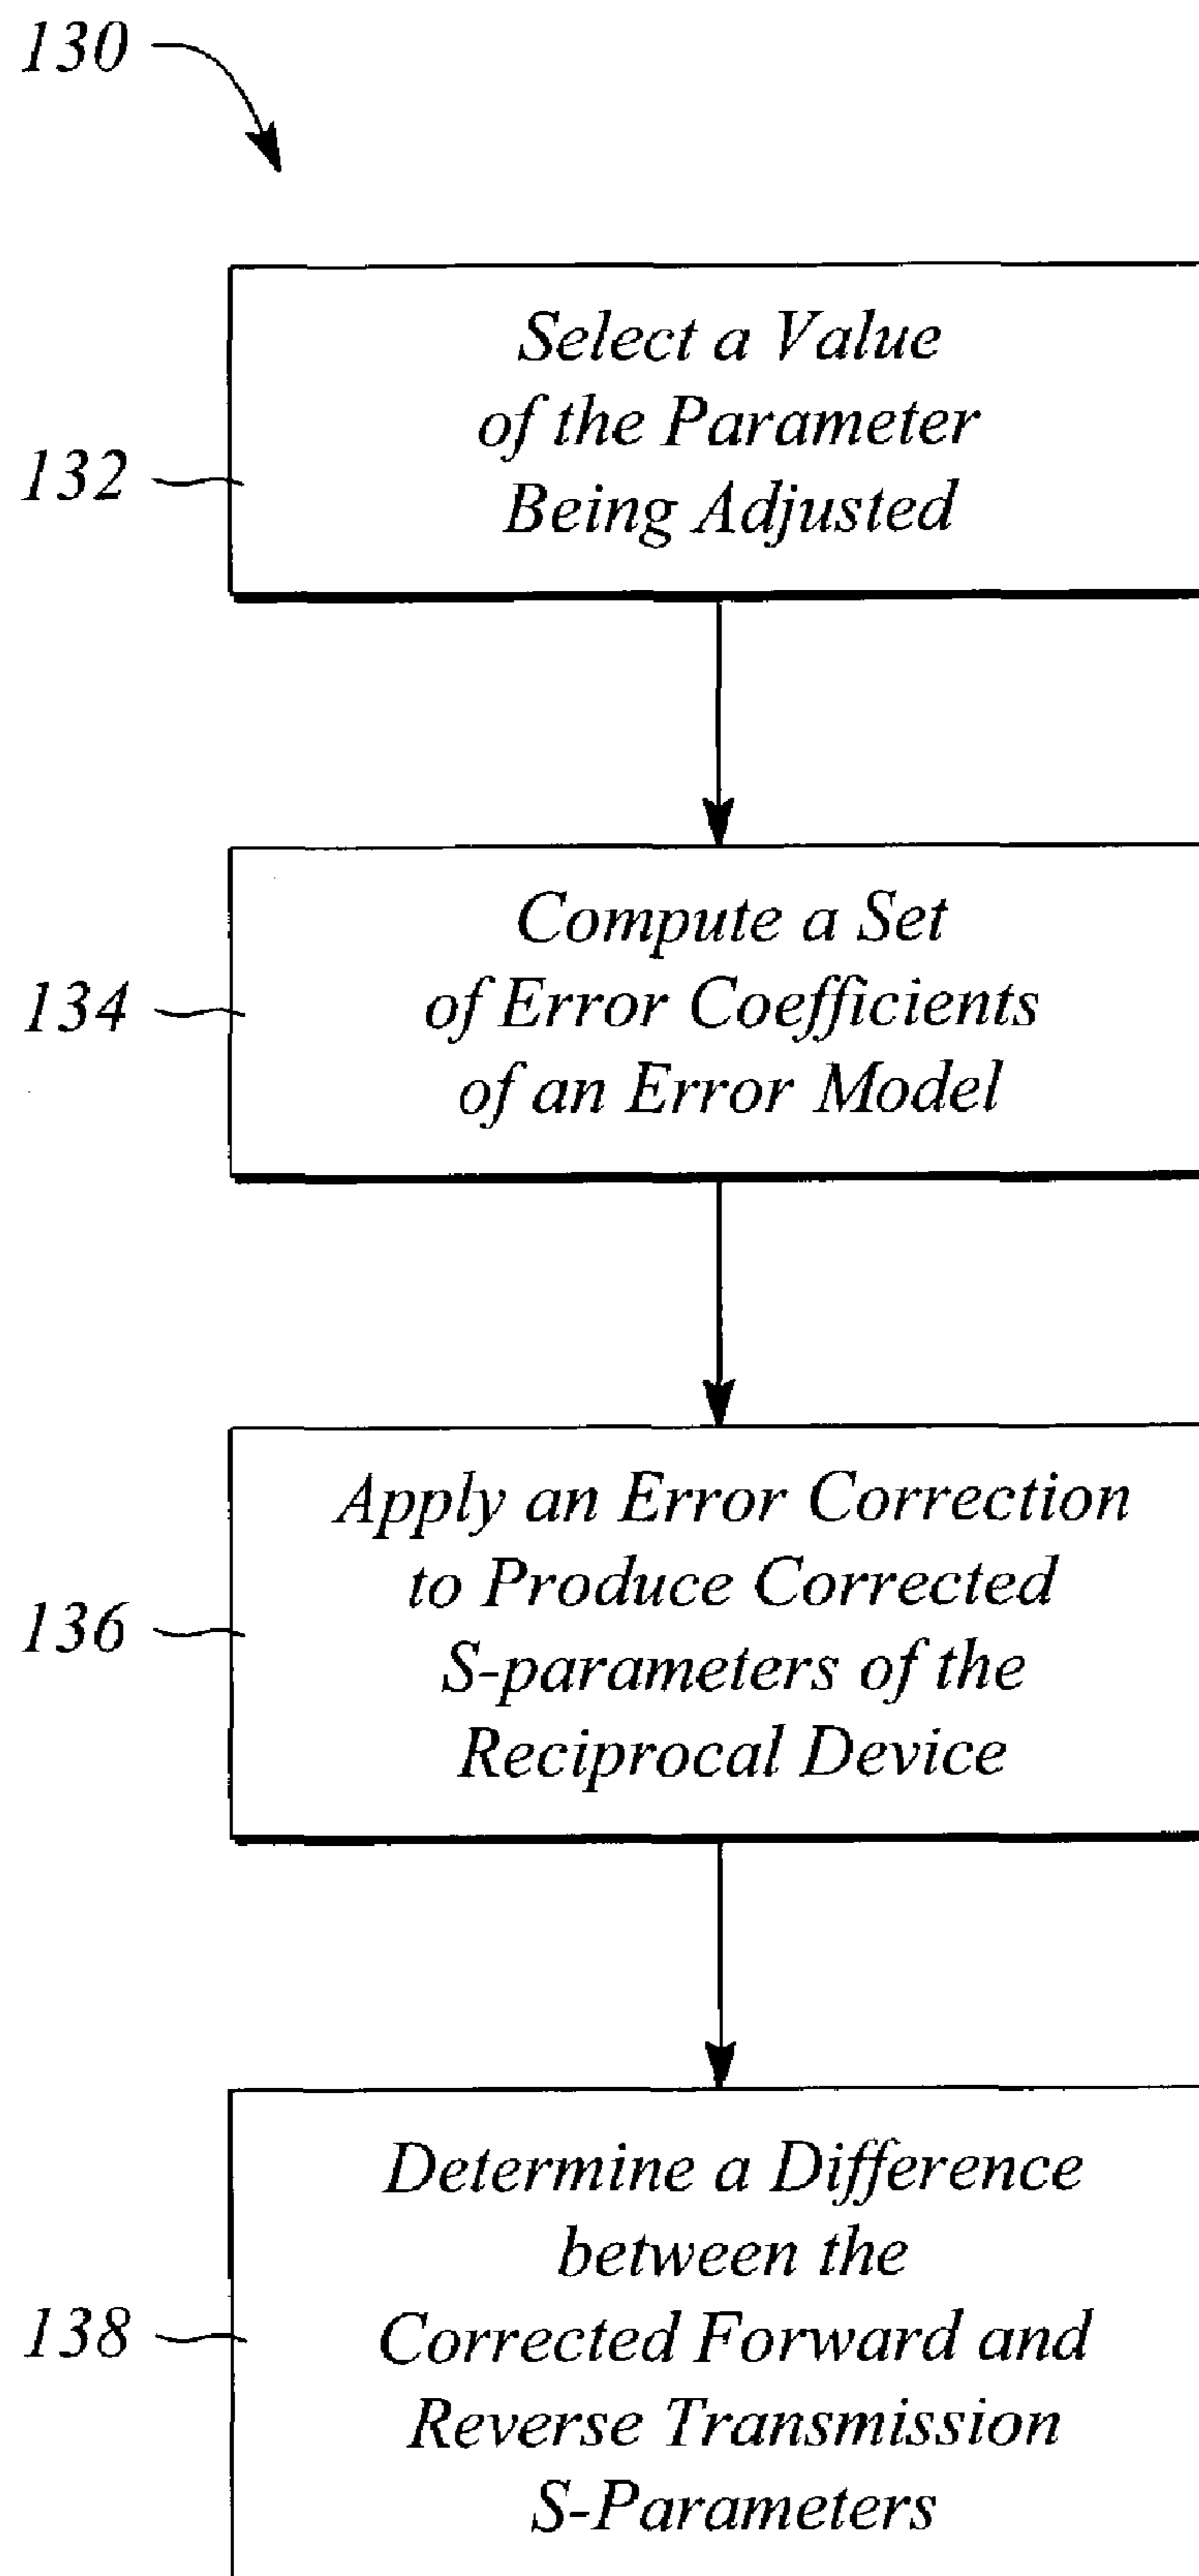 130
Select a Value
of the Parameter
Being Adjusted
132
Compute a Set
of Error Coefficients
of an Error Model
134
Apply an Error Correction
to Produce Corrected
S-parameters of the
Reciprocal Device
136
Determine a Difference
between the
Corrected Forward and
Reverse Transmission
S-Parameters
138